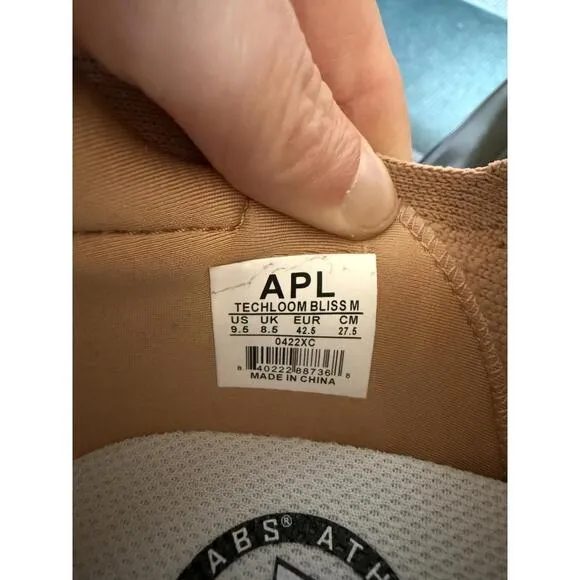 APL
TECHLOOM BLISS M
US UK EUR CM
9.5 8.5 42.5 27.5
0422XC
8 40222 88736 8
MADE IN CHINA
ABS® ATH